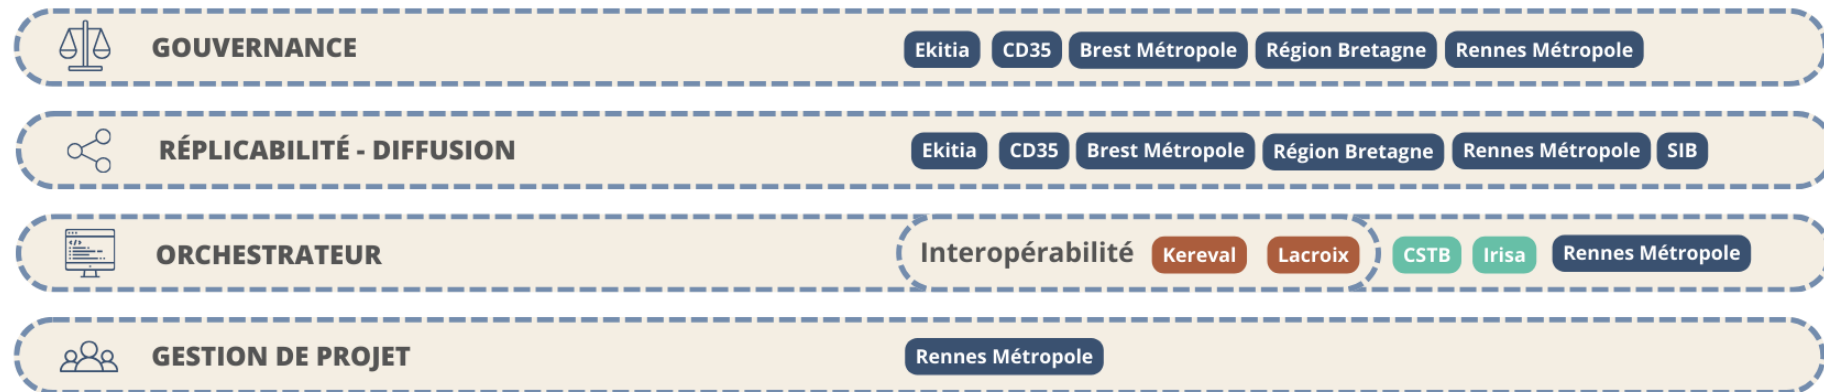 GOUVERNANCE Ekitia CD35 Brest Métropole Région Bretagne Rennes Métropole
RÉPLICABILITÉ - DIFFUSION Ekitia CD35 Brest Métropole Région Bretagne Rennes Métropole SIB
ORCHESTRATEUR Interopérabilité Kereval Lacroix CSTB Irisa Rennes Métropole
GESTION DE PROJET Rennes Métropole